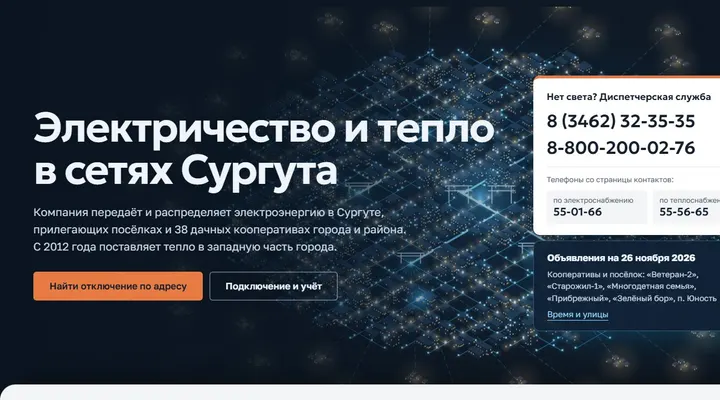 Электричество и тепло
в сетях Сургута
Компания передаёт и распределяет электроэнергию в Сургуте,
прилегающих посёлках и 38 дачных кооперативах города и района.
С 2012 года поставляет тепло в западную часть города.
Найти отключение по адресу
Подключение и учёт
Нет света? Диспетчерская служба
8 (3462) 32-35-35
8-800-200-02-76
Телефоны со страницы контактов:
по электроснабжению
55-01-66
по теплоснабжен
55-56-65
Объявления на 26 ноября 2026
Кооперативы и посёлок: «Ветеран-2»,
«Старожил-1», «Многодетная семья»,
«Прибрежный», «Зелёный бор», п. Юность
Время и улицы